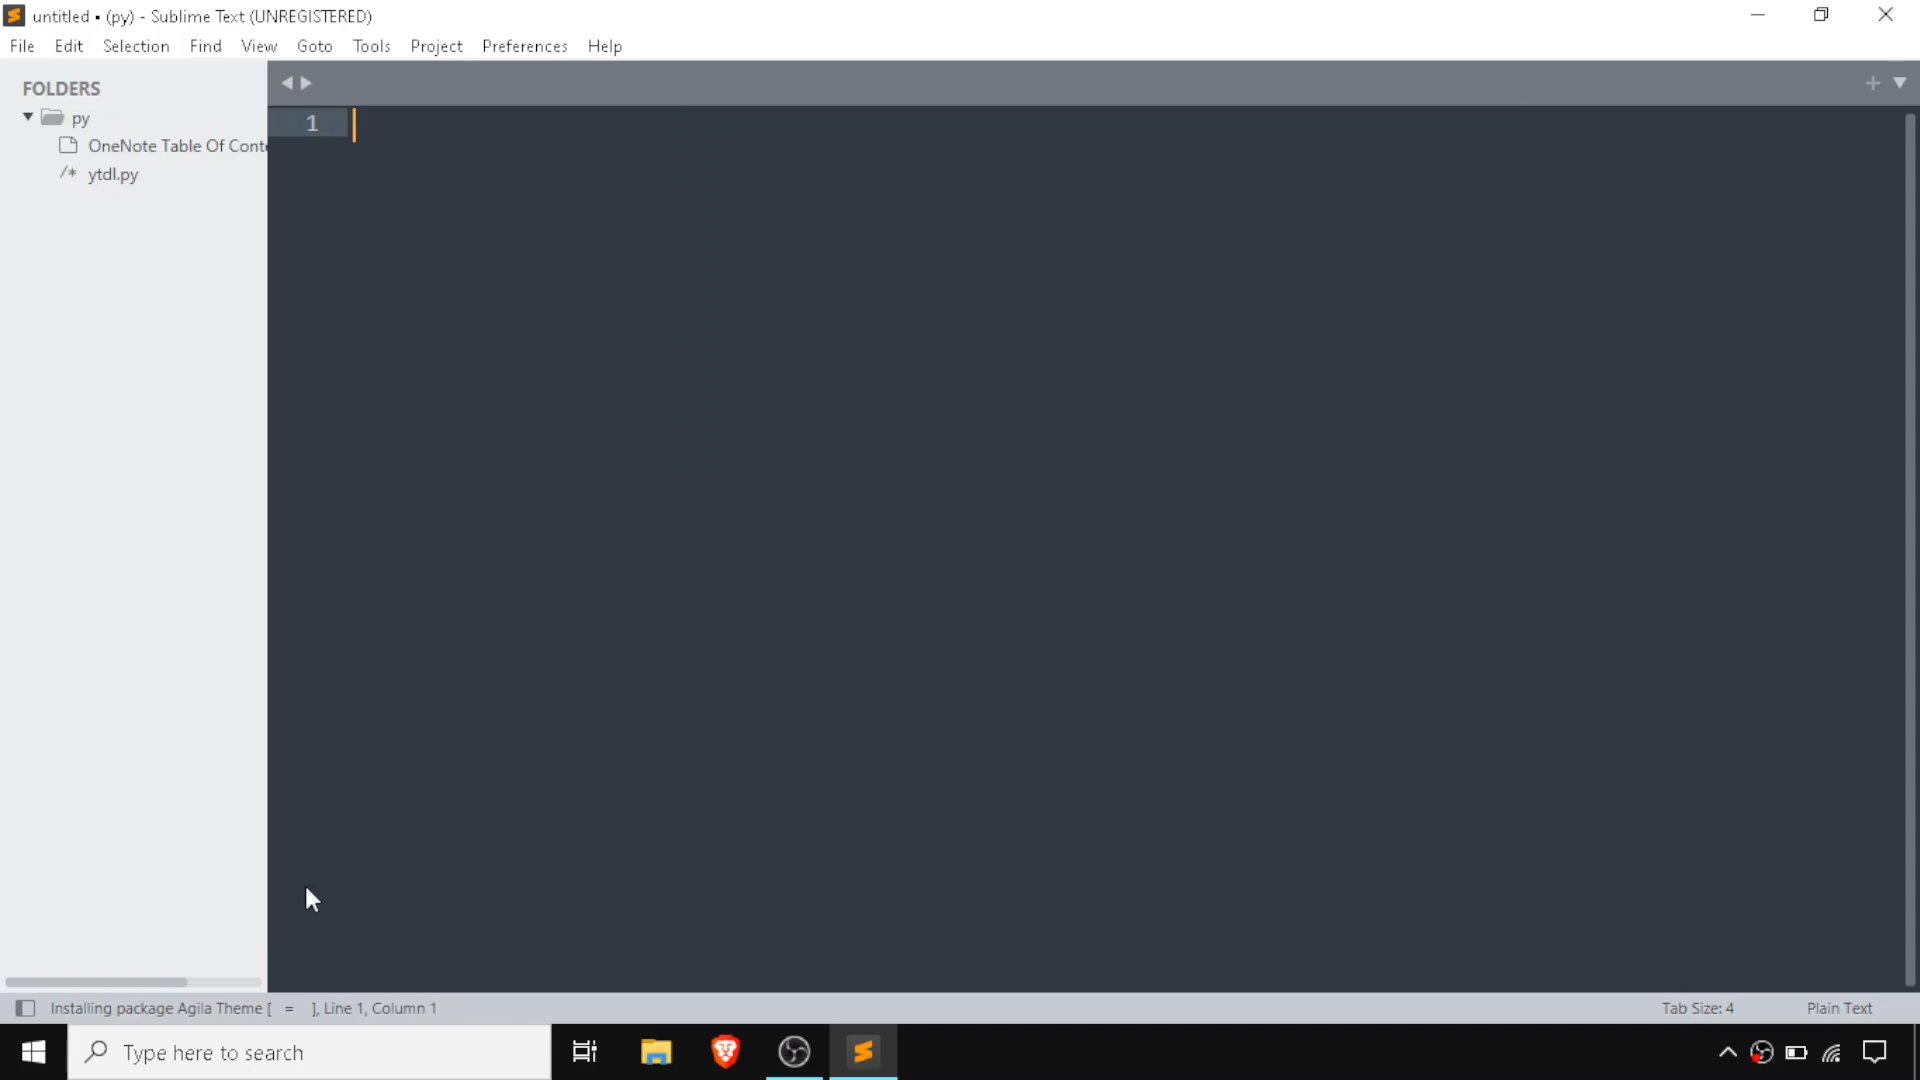 untitled • (py) - Sublime Text (UNREGISTERED)
File Edit Selection Find View Goto Tools Project Preferences Help
FOLDERS
py
OneNote Table Of Cont
/* ytdl.py
1
Installing package Agila Theme [ = ], Line 1, Column 1
Tab Size: 4
Plain Text
Type here to search